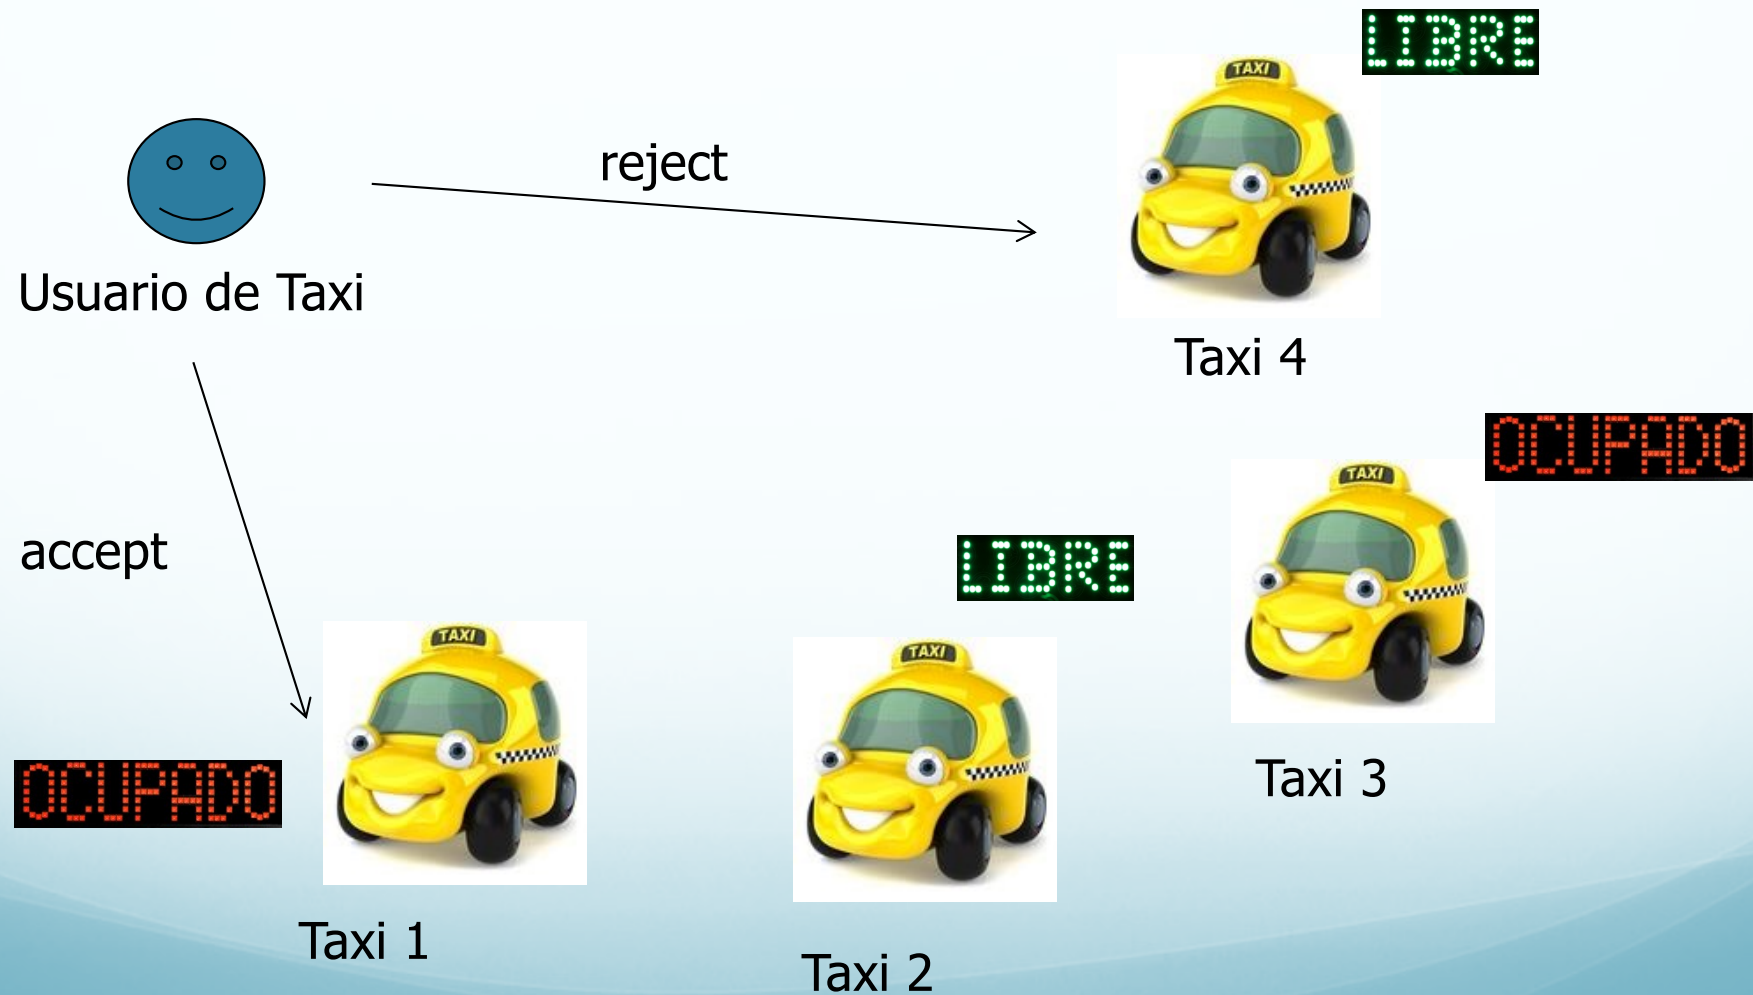 LIBRE
TAXI
reject
Usuario de Taxi
Taxi 4
OCUPADO
TAXI
accept
LIBRE
TAXI
TAXI
Taxi 3
OCUPADO
Taxi 1
Taxi 2